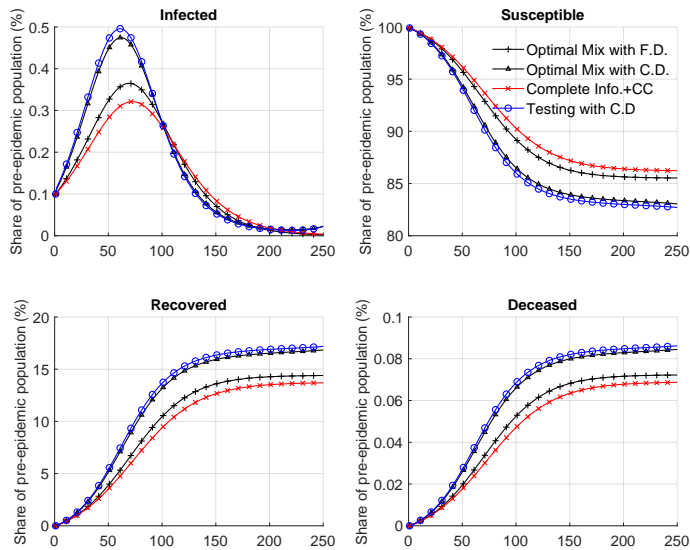 Infected
Share of pre-epidemic population (%)
0.5
0.4
0.3
0.2
0.1
0
0 50 100 150 200 250
Susceptible
Share of pre-epidemic population (%)
100
95
90
85
80
0 50 100 150 200 250
Optimal Mix with F.D.
Optimal Mix with C.D.
Complete Info.+CC
Testing with C.D
Recovered
Share of pre-epidemic population (%)
20
15
10
5
0
0 50 100 150 200 250
Deceased
Share of pre-epidemic population (%)
0.1
0.08
0.06
0.04
0.02
0
0 50 100 150 200 250